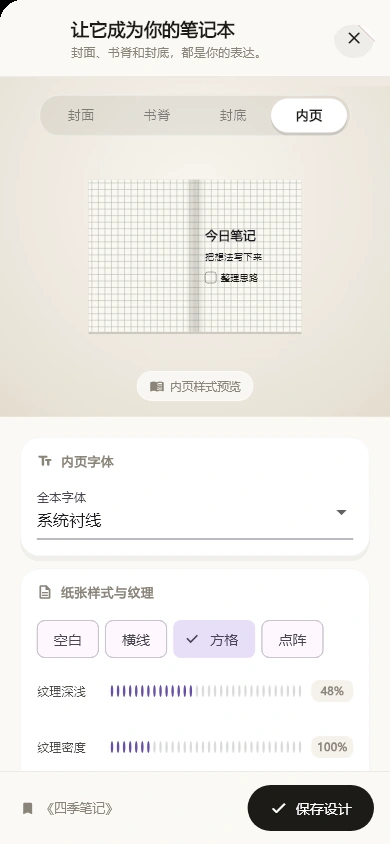 让它成为你的笔记本
封面、书脊和封底，都是你的表达。
封面
书脊
封底
内页
今日笔记
把想法写下来
整理思路
内页样式预览
内页字体
全本字体
系统衬线
纸张样式与纹理
空白
横线
方格
点阵
纹理深浅
48%
纹理密度
100%
《四季笔记》
保存设计